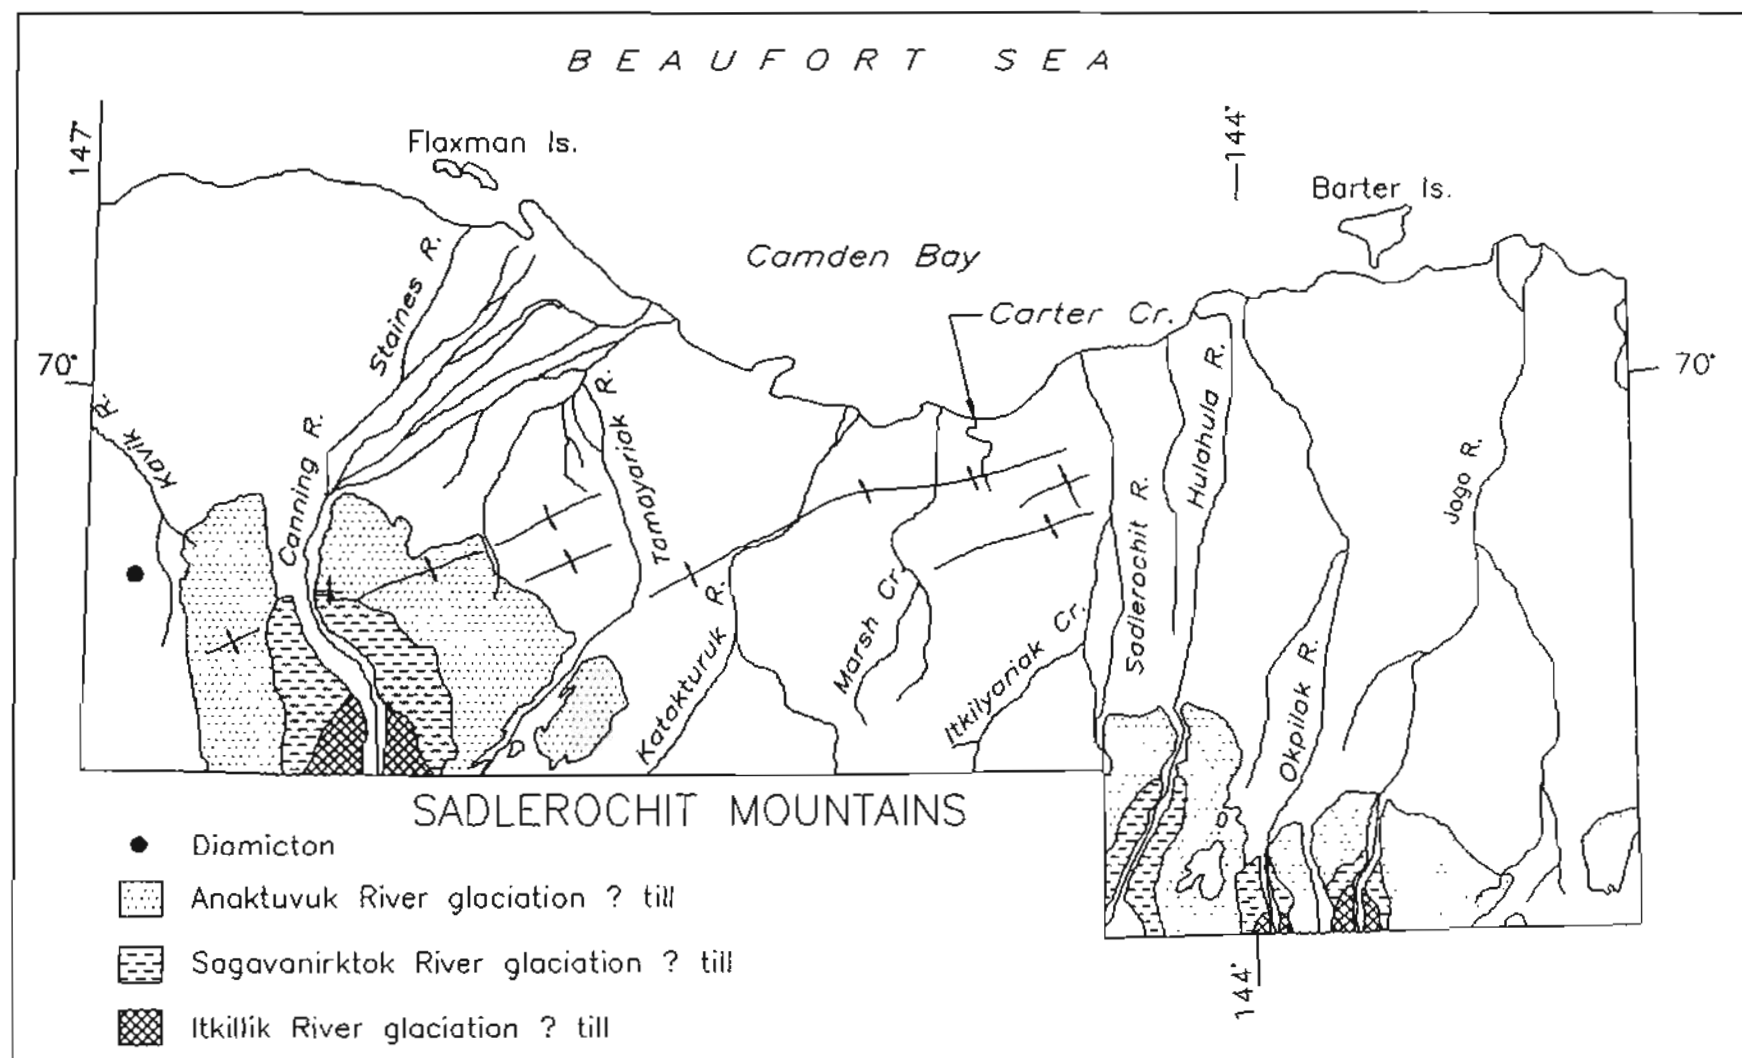 BEAUFORT SEA
147°
Flaxman Is.
144°
Barter Is.
Staines R.
Camden Bay
Carter Cr.
70°
70°
Kavik R.
Canning R.
Tamayariak R.
Hulahula R.
Sadlerochit R.
Jago R.
Katakturuk R.
Marsh Cr.
Itkilyariak Cr.
Okpilak R.
SADLEROCHIT MOUNTAINS
Diamicton
Anaktuvuk River glaciation ? till
Sagavanirktok River glaciation ? till
Itkillik River glaciation ? till
144°